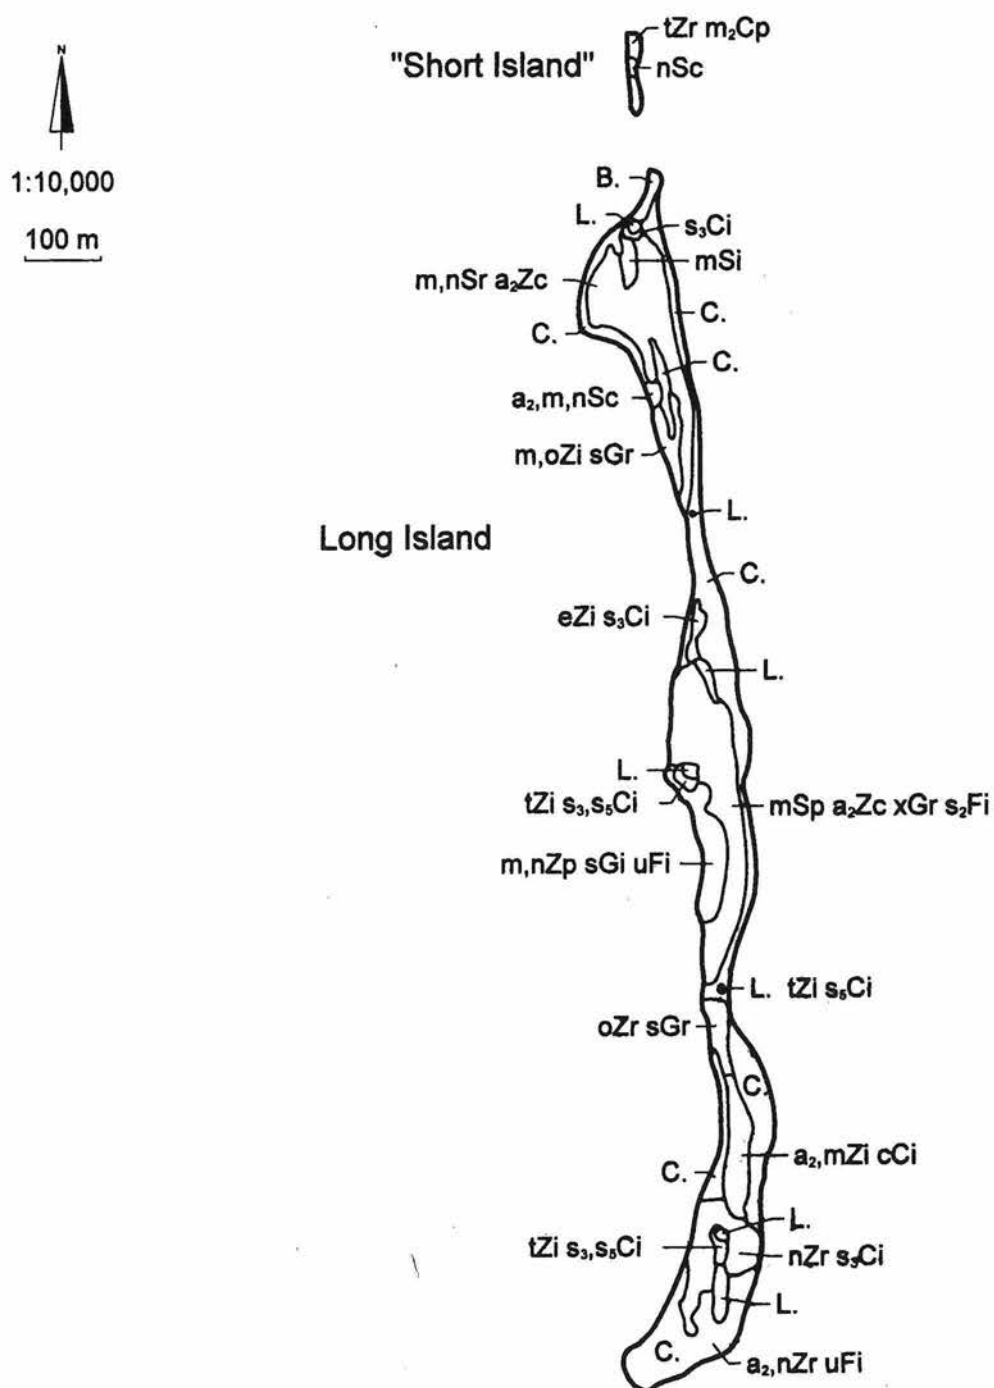 tZr m₂Cp
"Short Island"
nSc
N
1:10,000
100 m
B.
L.
s₃Ci
mSi
m,nSr a₂Zc
C.
C.
C.
a₂,m,nSc
m,oZi sGr
L.
Long Island
C.
eZi s₃Ci
L.
L.
tZi s₃,s₅Ci
mSp a₂Zc xGr s₂Fi
m,nZp sGi uFi
L. tZi s₅Ci
oZr sGr
C.
a₂,mZi cCi
C.
L.
tZi s₃,s₅Ci
nZr s₃Ci
L.
C.
a₂,nZr uFi